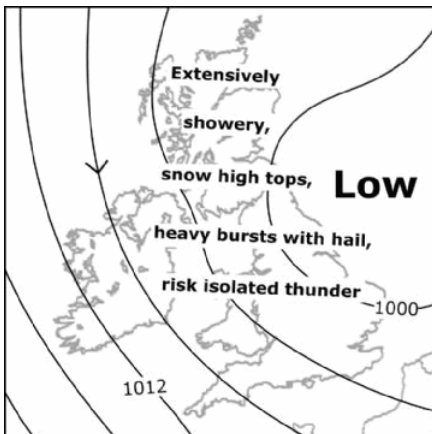 Extensively
showery,
snow high tops,
Low
heavy bursts with hail,
risk isolated thunder
1000
1012